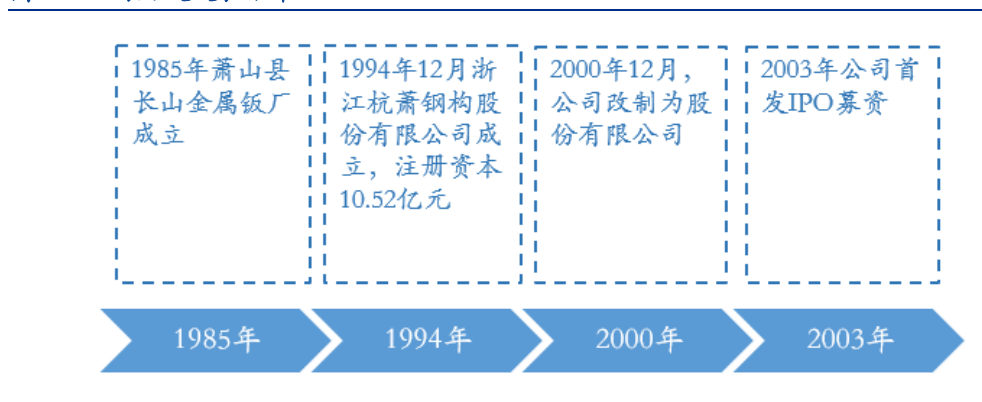 1985年萧山县
长山金属钣厂
成立
1994年12月浙
江杭萧钢构股
份有限公司成
立，注册资本
10.52亿元
2000年12月，
公司改制为股
份有限公司
2003年公司首
发IPO募资
1985年
1994年
2000年
2003年